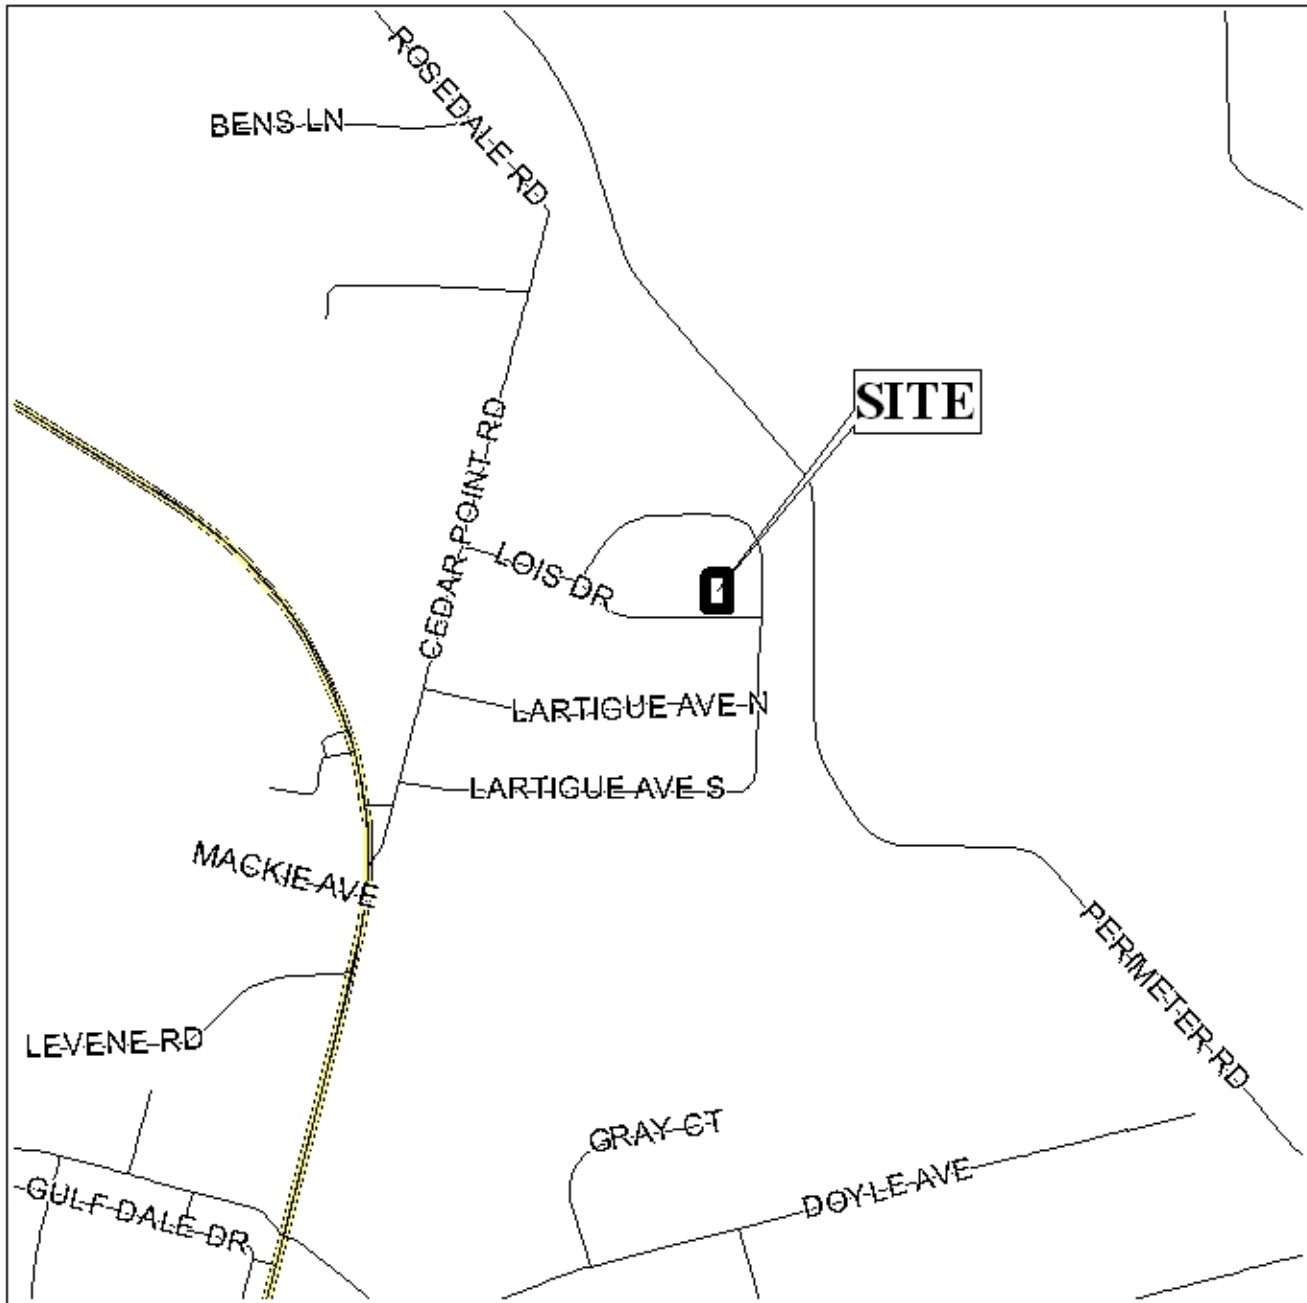 ROSEDALE RD
BENS LN
SITE
CEDAR POINT RD
LOIS DR
LARTIGUE AVE N
LARTIGUE AVE S
MACKIE AVE
PERIMETER RD
LEVENE RD
GRAY CT
DOYLE AVE
GULF DALE DR